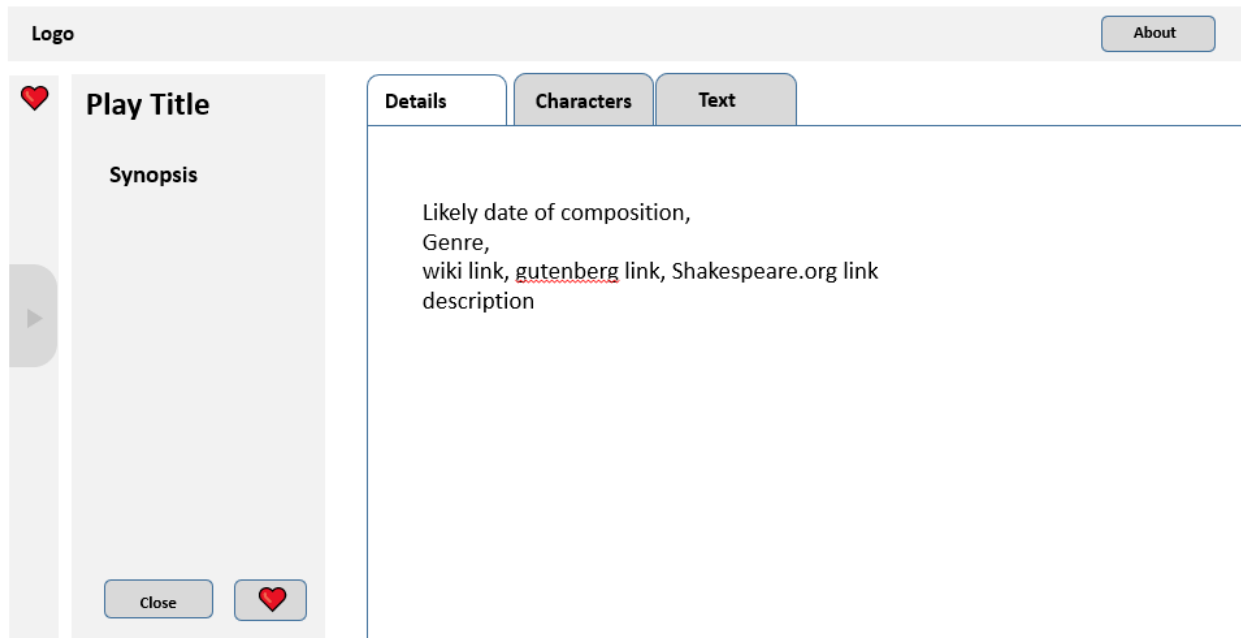 Logo
About
Play Title
Synopsis
Close
Details
Characters
Text
Likely date of composition,
Genre,
wiki link, gutenberg link, Shakespeare.org link
description